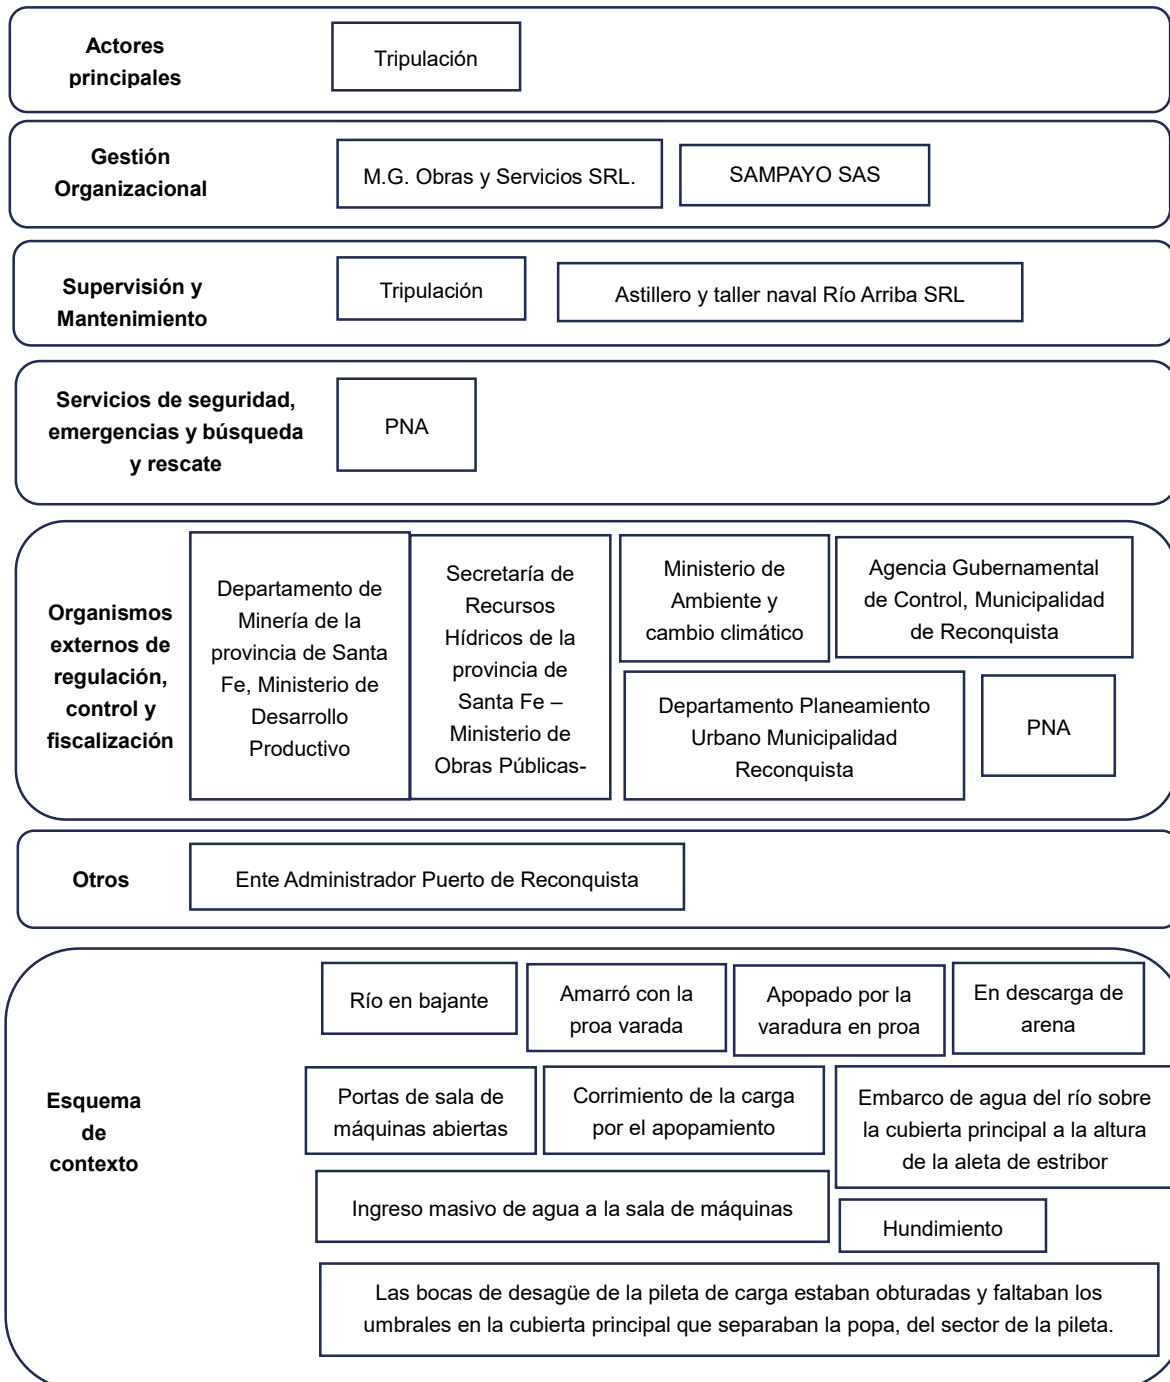 Actores
principales
Tripulación
Gestión
Organizacional
M.G. Obras y Servicios SRL.
SAMPAYO SAS
Supervisión y
Mantenimiento
Tripulación
Astillero y taller naval Río Arriba SRL
Servicios de seguridad,
emergencias y búsqueda
y rescate
PNA
Organismos
externos de
regulación,
control y
fiscalización
Departamento de
Minería de la
provincia de Santa
Fe, Ministerio de
Desarrollo
Productivo
Secretaría de
Recursos
Hídricos de la
provincia de
Santa Fe –
Ministerio de
Obras Públicas-
Ministerio de
Ambiente y
cambio climático
Agencia Gubernamental
de Control, Municipalidad
de Reconquista
Departamento Planeamiento
Urbano Municipalidad
Reconquista
PNA
Otros
Ente Administrador Puerto de Reconquista
Esquema
de
contexto
Río en bajante
Amarró con la
proa varada
Apopado por la
varadura en proa
En descarga de
arena
Portas de sala de
máquinas abiertas
Corrimiento de la carga
por el apopamiento
Embarco de agua del río sobre
la cubierta principal a la altura
de la aleta de estribor
Ingreso masivo de agua a la sala de máquinas
Hundimiento
Las bocas de desagüe de la pileta de carga estaban obturadas y faltaban los
umbrales en la cubierta principal que separaban la popa, del sector de la pileta.